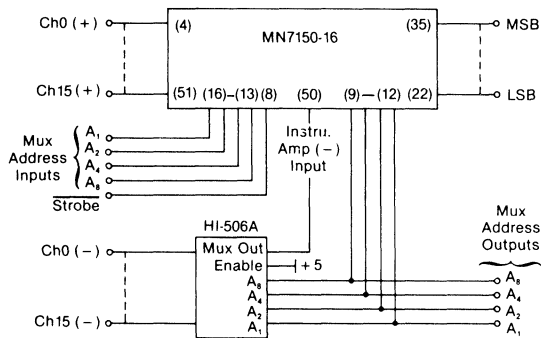 Ch0 (+) (4) MN7150-16 (35) MSB
Ch15 (+) (51) (16)–(13) (8) (50) (9)—(12) (22) LSB
Mux Address Inputs
A₁
A₂
A₄
A₈
Strobe
Instru. Amp (−) Input
HI-506A
Ch0 (−) Mux Out
Enable + 5
Mux Address Outputs
A₈ A₈
A₄ A₄
A₂ A₂
Ch15 (−) A₁ A₁